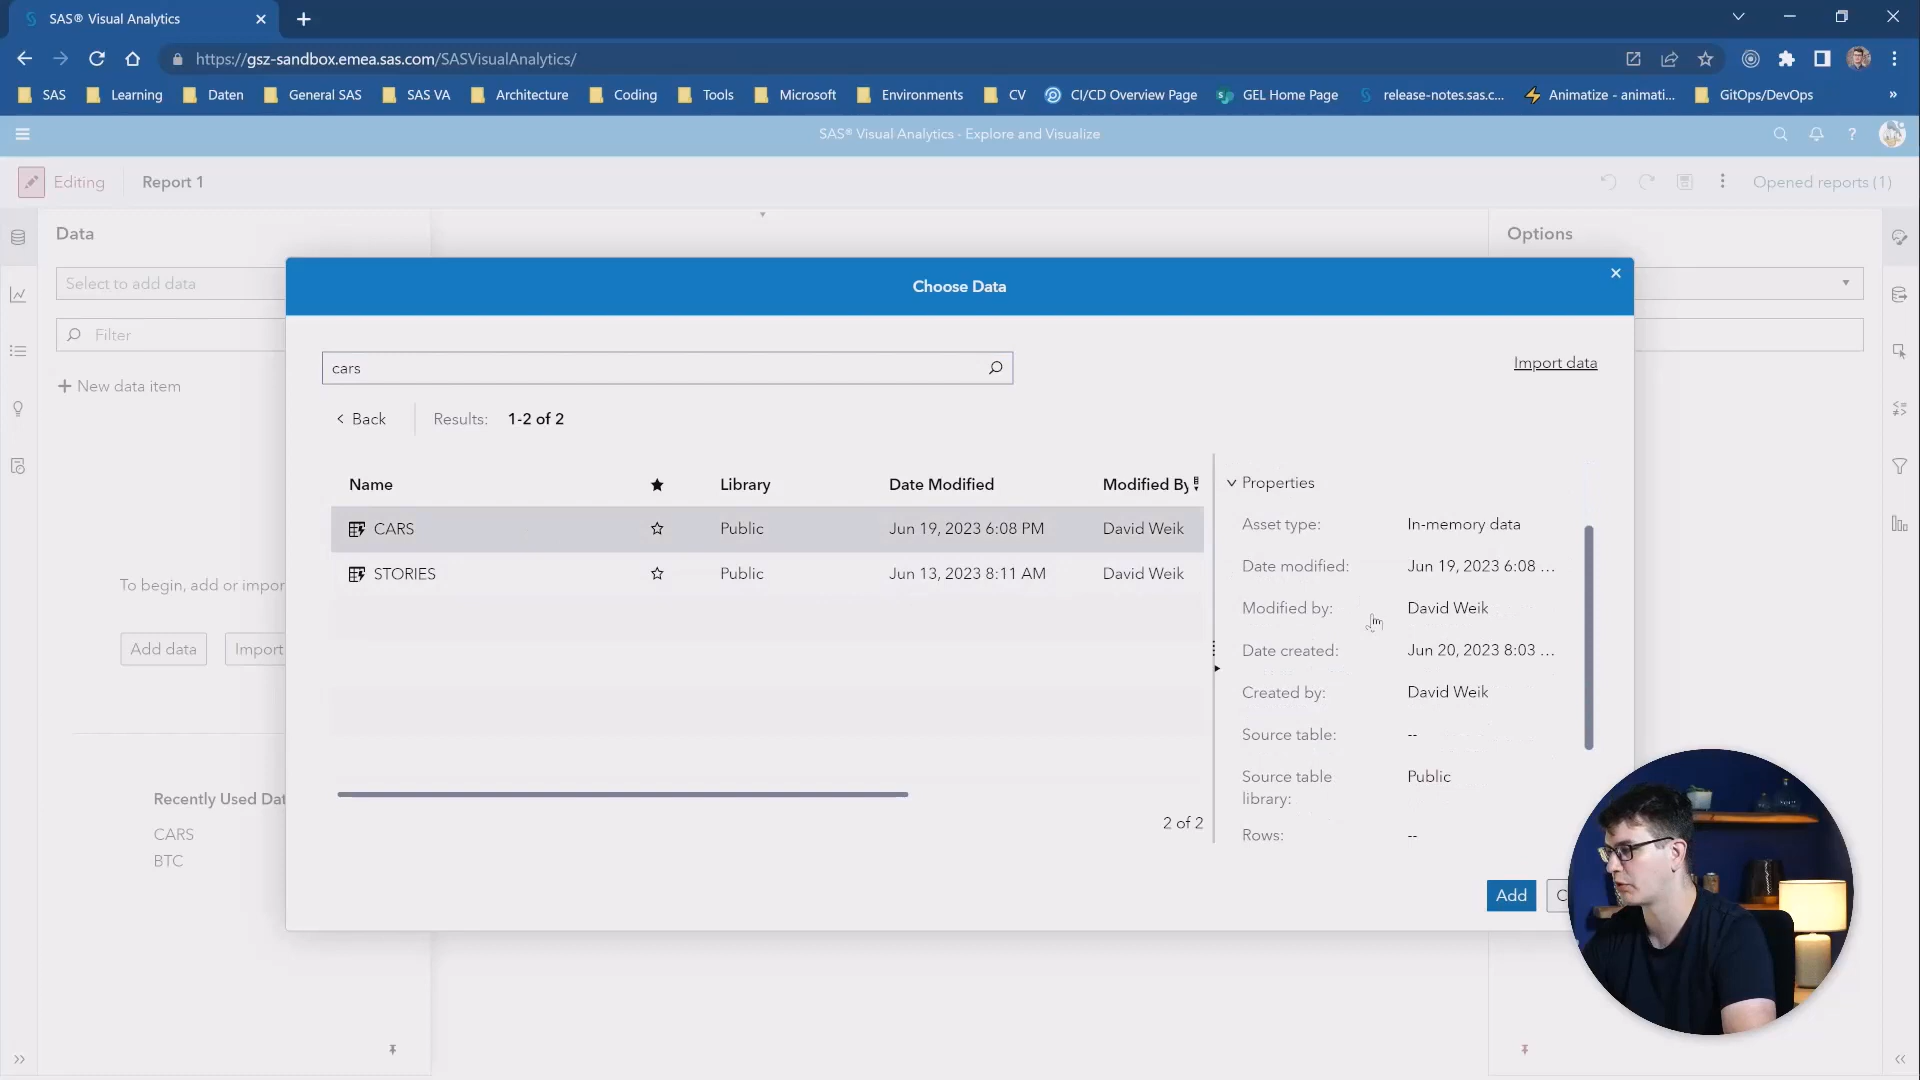 SAS® Visual Analytics
https://gsz-sandbox.emea.sas.com/SASVisualAnalytics/
SAS Learning Daten General SAS SAS VA Architecture Coding Tools Microsoft Environments CV CI/CD Overview Page GEL Home Page release-notes.sas.c... Animatize - animati... GitOps/DevOps »
SAS® Visual Analytics - Explore and Visualize
Editing Report 1 Opened reports (1)
Data
Options
Select to add data
Filter
+ New data item
To begin, add or impor
Add data Import
Recently Used Dat
CARS
BTC
Choose Data
cars
Import data
< Back Results: 1-2 of 2
Name Library Date Modified Modified By
CARS Public Jun 19, 2023 6:08 PM David Weik
STORIES Public Jun 13, 2023 8:11 AM David Weik
2 of 2
Properties
Asset type: In-memory data
Date modified: Jun 19, 2023 6:08 ...
Modified by: David Weik
Date created: Jun 20, 2023 8:03 ...
Created by: David Weik
Source table: --
Source table library: Public
Rows: --
Add C